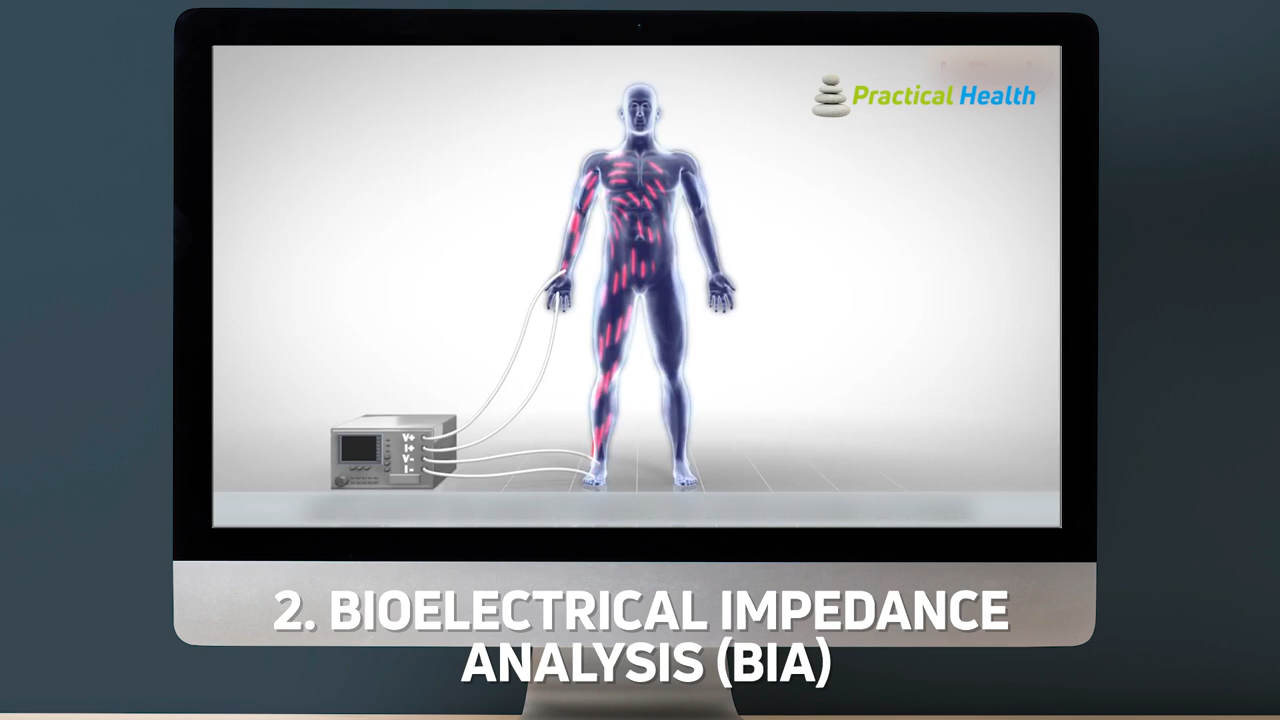 Practical Health
V+
I+
V-
I-
2. BIOELECTRICAL IMPEDANCE
ANALYSIS (BIA)